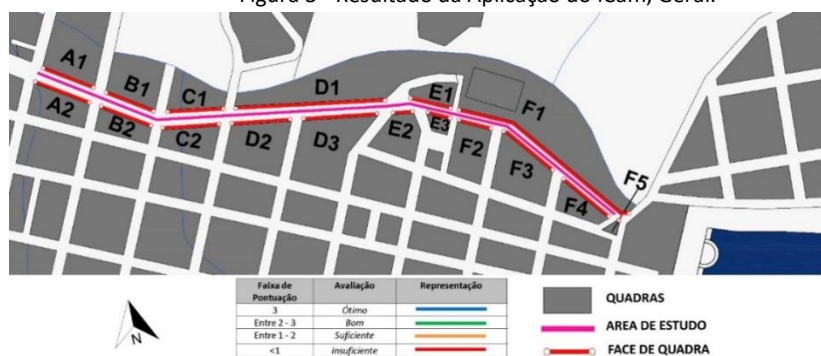 Figura 5 - Resultado da Aplicação do iCam, Geral.
A1
B1
C1
D1
E1
F1
A2
B2
C2
D2
D3
E2
E3
F2
F3
F4
F5
N
Faixa de Pontuação Avaliação Representação
3 Ótimo
Entre 2 - 3 Bom
Entre 1 - 2 Suficiente
<1 Insuficiente
QUADRAS
AREA DE ESTUDO
FACE DE QUADRA